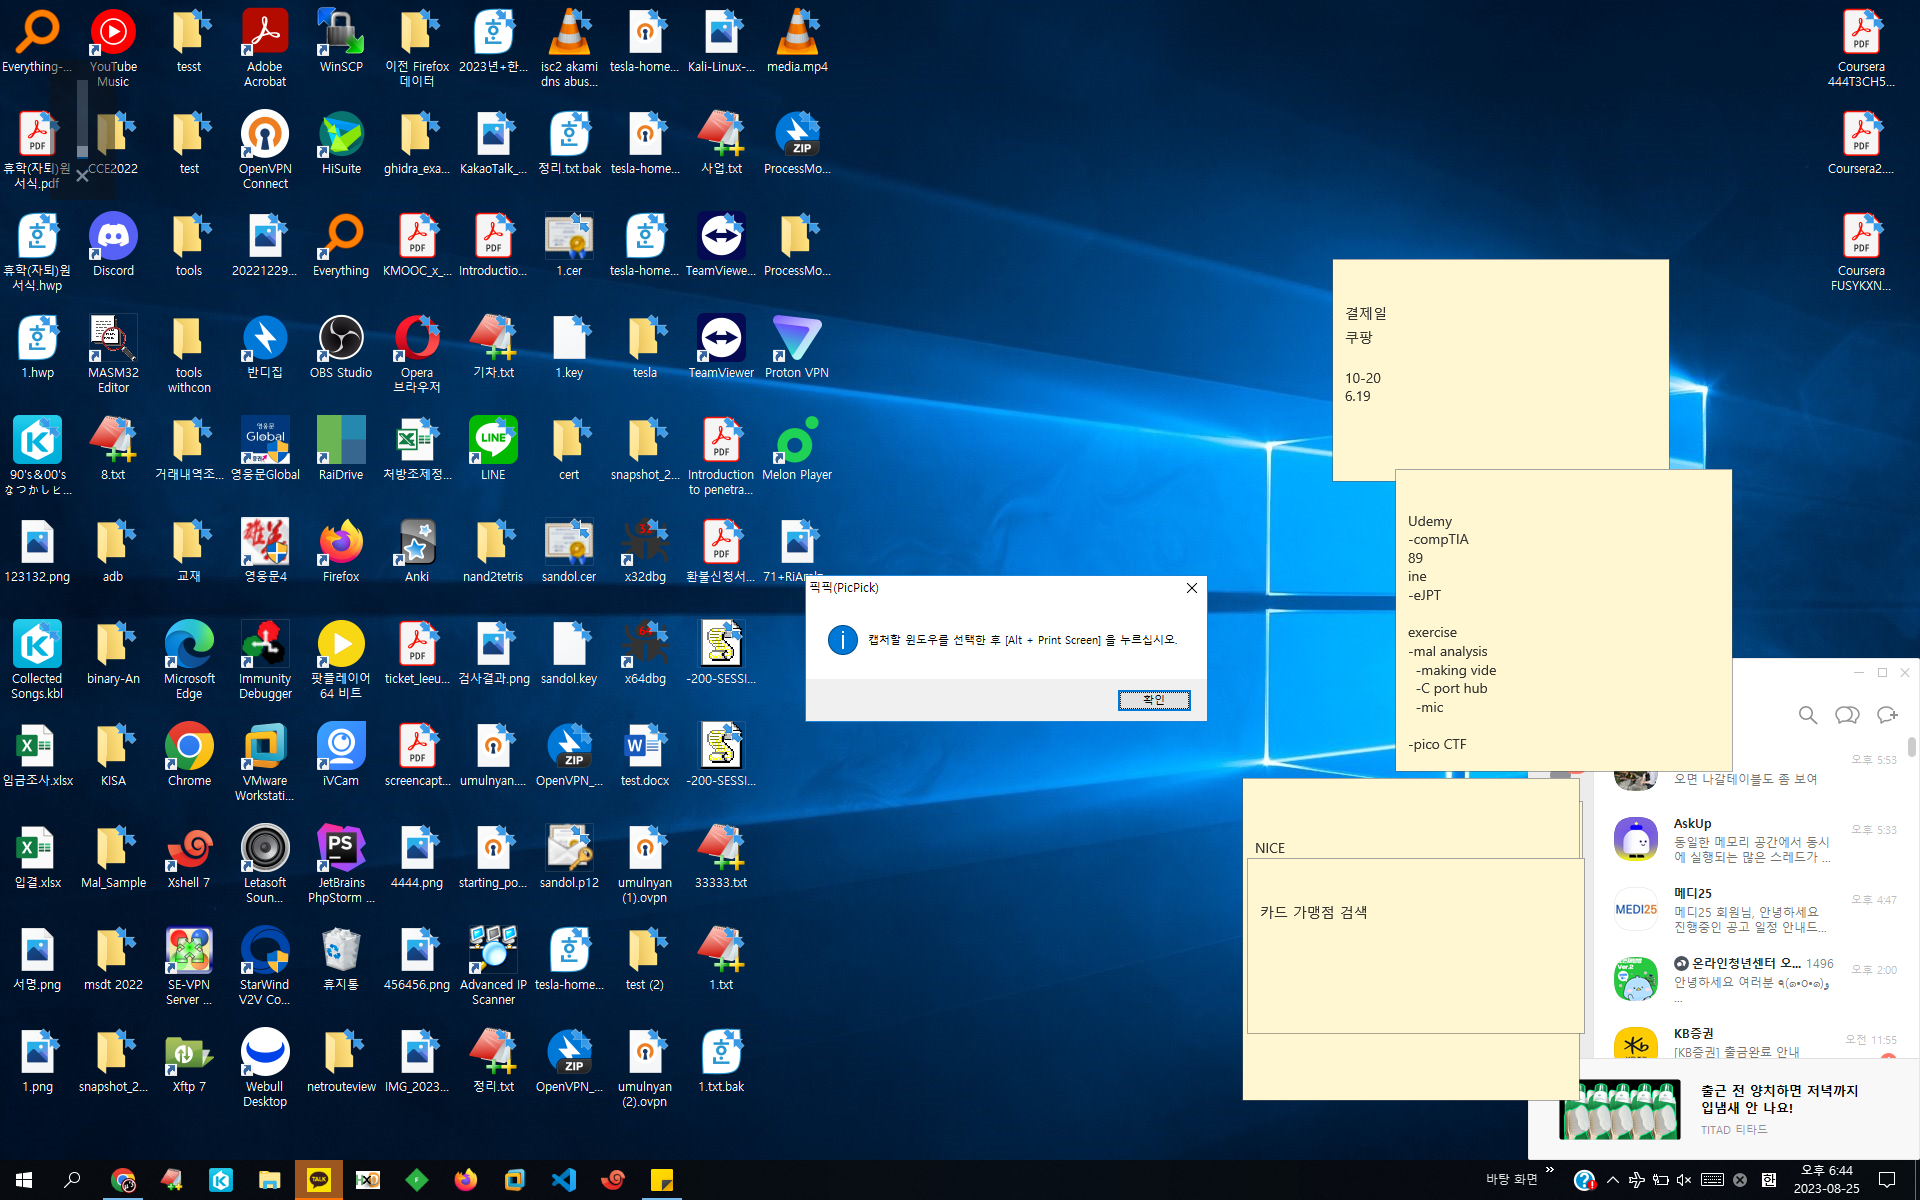 Everything-...
YouTube
Music
tesst
Adobe
Acrobat
WinSCP
이전 Firefox
데이터
2023년+한...
isc2 akami
dns abus...
tesla-home...
Kali-Linux-...
media.mp4
Coursera
444T3CH5...
휴학(자퇴)원
서식.pdf
CCE2022
test
OpenVPN
Connect
HiSuite
ghidra_exa...
KakaoTalk_...
정리.txt.bak
tesla-home...
사업.txt
ProcessMo...
Coursera2....
휴학(자퇴)원
서식.hwp
Discord
tools
20221229...
Everything
KMOOC_x_...
Introductio...
1.cer
tesla-home...
TeamViewe...
ProcessMo...
Coursera
FUSYKXN...
1.hwp
MASM32
Editor
tools
withcon
반디집
OBS Studio
Opera
브라우저
기차.txt
1.key
tesla
TeamViewer
Proton VPN
90's&00's
なつかしヒ...
8.txt
거래내역조...
영웅문Global
RaiDrive
처방조제정...
LINE
cert
snapshot_2...
Introduction
to penetra...
Melon Player
123132.png
adb
교재
영웅문4
Firefox
Anki
nand2tetris
sandol.cer
x32dbg
환불신청서...
Collected
Songs.kbl
binary-An
Microsoft
Edge
Immunity
Debugger
팟플레이어
64 비트
ticket_leeu...
검사결과.png
sandol.key
x64dbg
-200-SESSI...
임금조사.xlsx
KISA
Chrome
VMware
Workstati...
iVCam
screencapt...
umulnyan....
OpenVPN_...
test.docx
-200-SESSI...
입결.xlsx
Mal_Sample
Xshell 7
Letasoft
Soun...
JetBrains
PhpStorm ...
4444.png
starting_po...
sandol.p12
umulnyan
(1).ovpn
33333.txt
서명.png
msdt 2022
SE-VPN
Server ...
StarWind
V2V Co...
휴지통
456456.png
Advanced IP
Scanner
tesla-home...
test (2)
1.txt
1.png
snapshot_2...
Xftp 7
Webull
Desktop
netrouteview
IMG_2023...
정리.txt
OpenVPN_...
umulnyan
(2).ovpn
1.txt.bak
픽픽(PicPick)
캡처할 윈도우를 선택한 후 [Alt + Print Screen] 을 누르십시오.
확인
결제일
쿠팡
10-20
6.19
Udemy
-compTIA
89
ine
-eJPT
exercise
-mal analysis
-making vide
-C port hub
-mic
-pico CTF
NICE
카드 가맹점 검색
오후 5:53
오면 나갈테이블도 좀 보여
AskUp
오후 5:33
동일한 메모리 공간에서 동시
에 실행되는 많은 스레드가 ...
메디25
오후 4:47
MEDI25
메디25 회원님, 안녕하세요
진행중인 공고 일정 안내드...
온라인청년센터 오... 1496
오후 2:00
안녕하세요 여러분 ٩(๑•o•๑)و
...
KB증권
오전 11:55
[KB증권] 출금완료 안내
출근 전 양치하면 저녁까지
입냄새 안 나요!
TITAD 티타드
바탕 화면
오후 6:44
2023-08-25